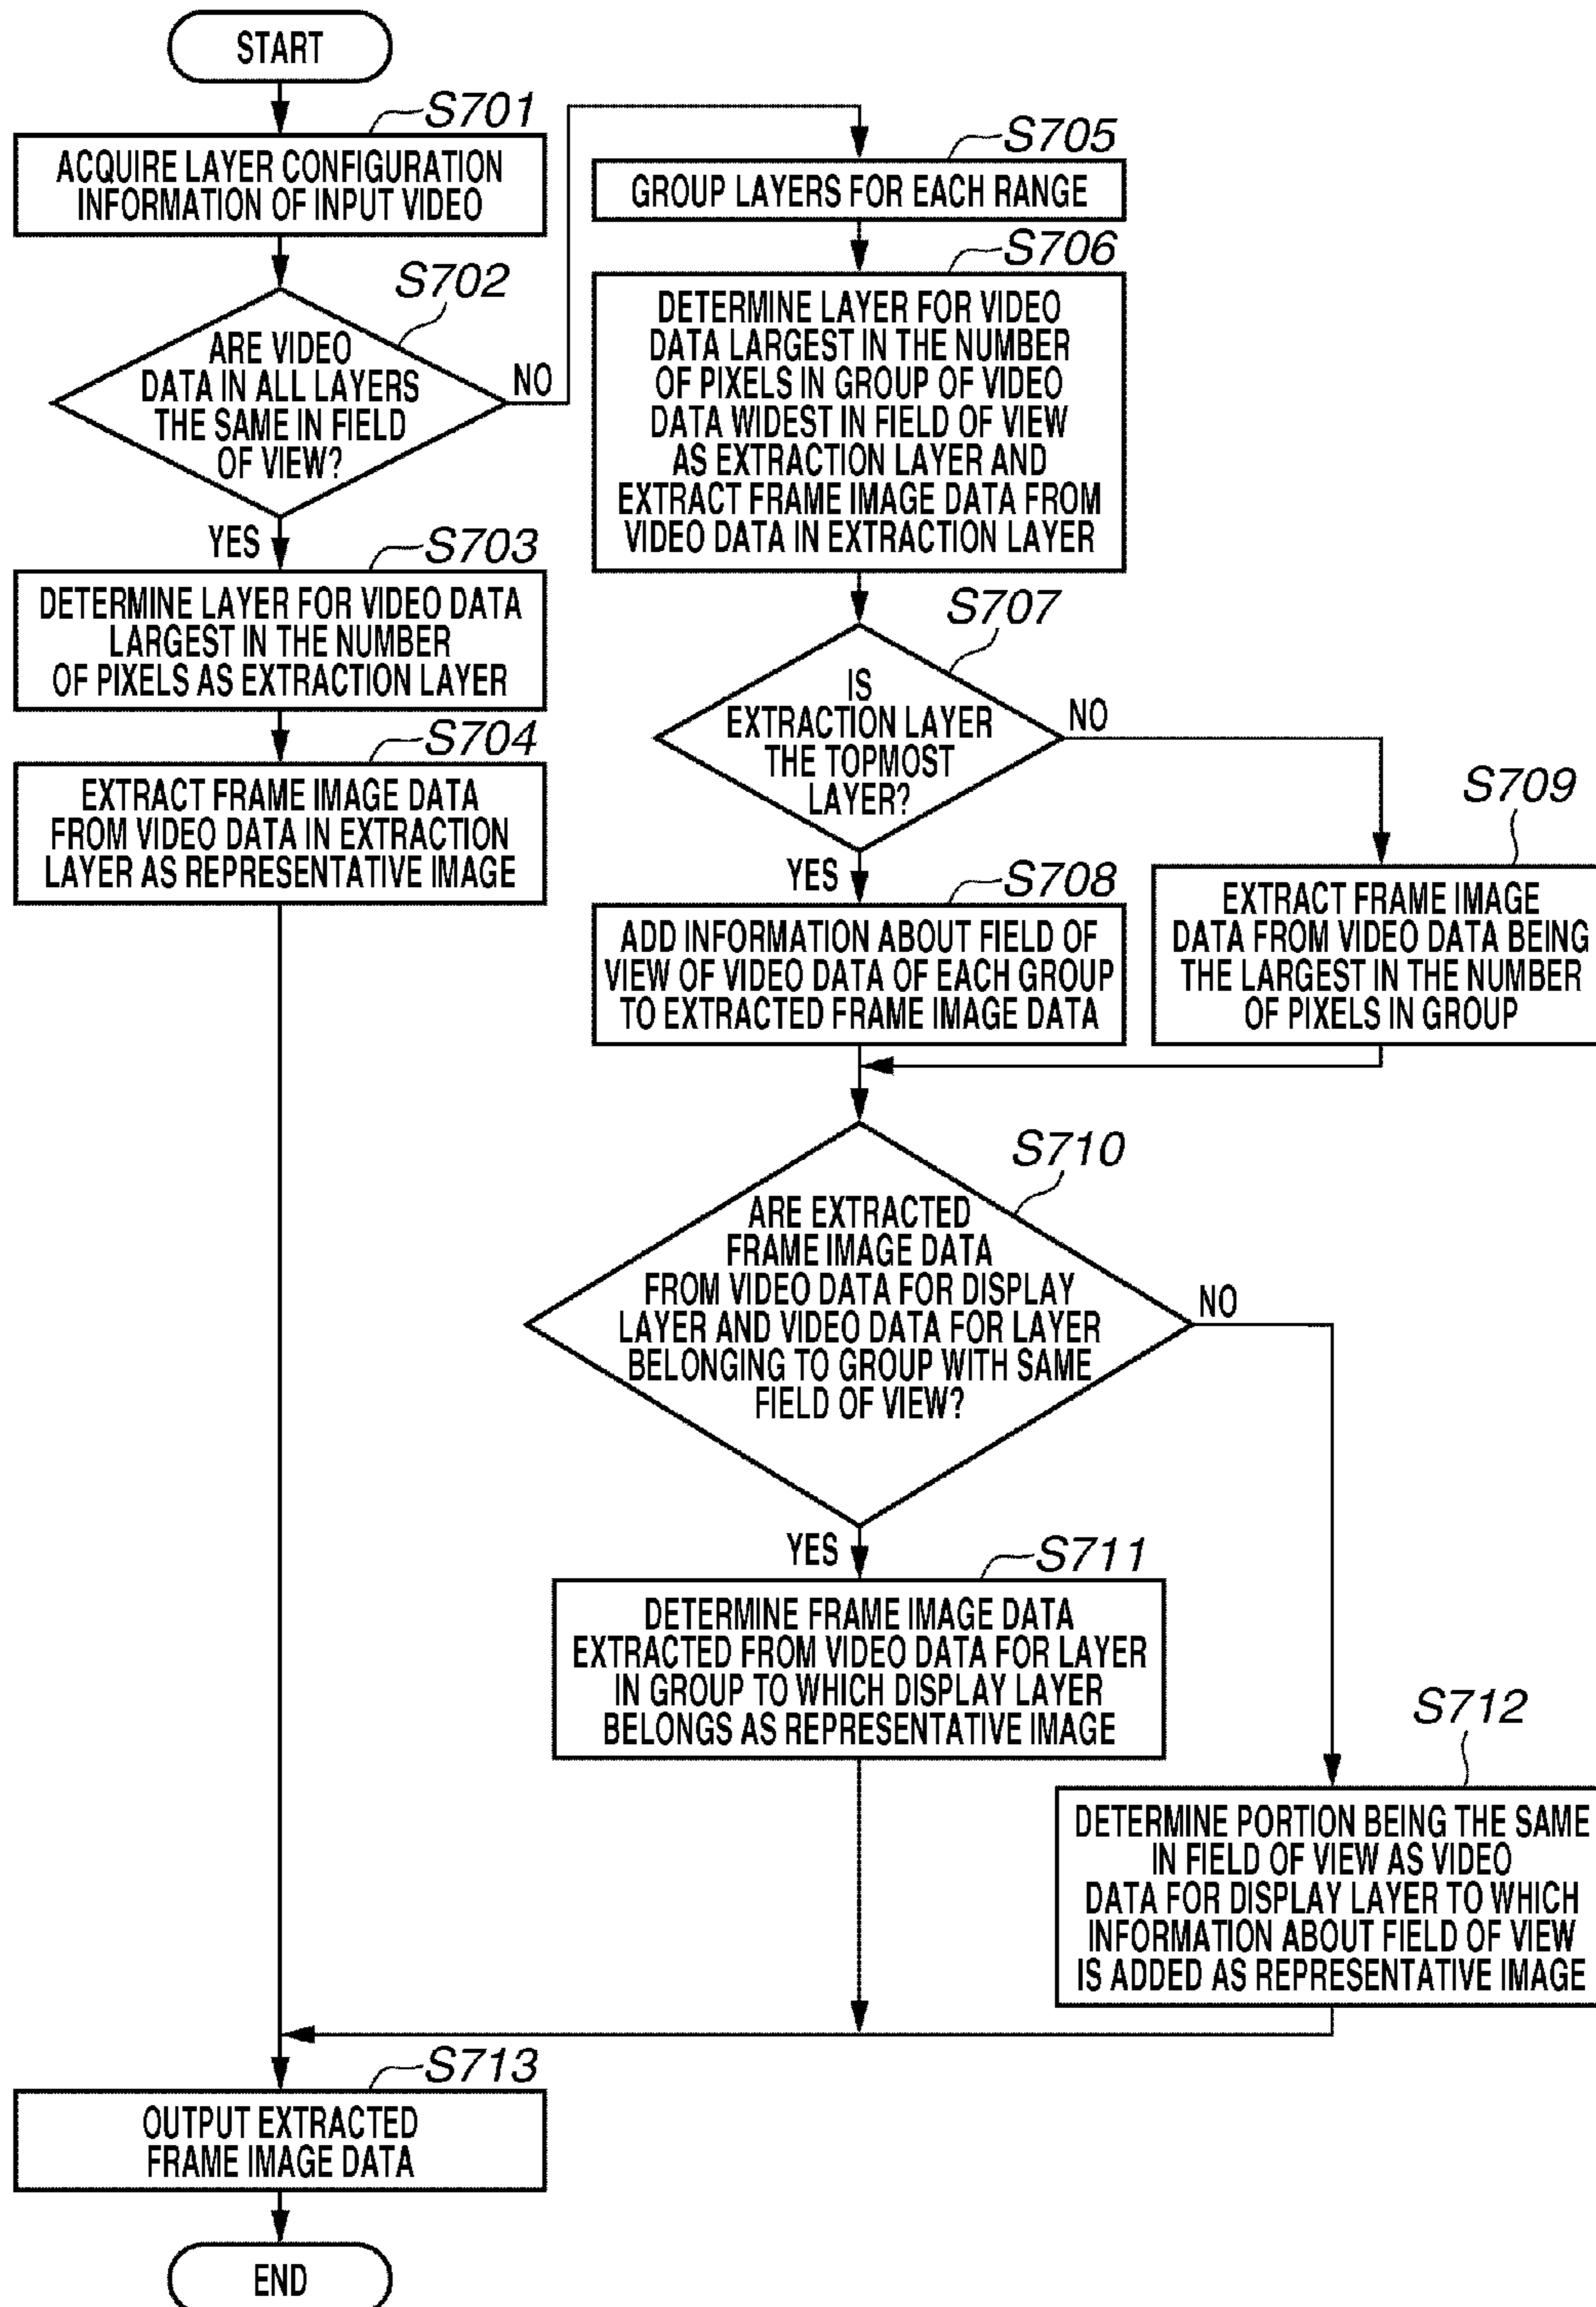 START
S701
ACQUIRE LAYER CONFIGURATION
INFORMATION OF INPUT VIDEO
S702
ARE VIDEO
DATA IN ALL LAYERS
THE SAME IN FIELD
OF VIEW?
NO
YES
S703
DETERMINE LAYER FOR VIDEO DATA
LARGEST IN THE NUMBER
OF PIXELS AS EXTRACTION LAYER
S704
EXTRACT FRAME IMAGE DATA
FROM VIDEO DATA IN EXTRACTION
LAYER AS REPRESENTATIVE IMAGE
S705
GROUP LAYERS FOR EACH RANGE
S706
DETERMINE LAYER FOR VIDEO
DATA LARGEST IN THE NUMBER
OF PIXELS IN GROUP OF VIDEO
DATA WIDEST IN FIELD OF VIEW
AS EXTRACTION LAYER AND
EXTRACT FRAME IMAGE DATA FROM
VIDEO DATA IN EXTRACTION LAYER
S707
IS
EXTRACTION LAYER
THE TOPMOST
LAYER?
NO
YES
S708
ADD INFORMATION ABOUT FIELD OF
VIEW OF VIDEO DATA OF EACH GROUP
TO EXTRACTED FRAME IMAGE DATA
S709
EXTRACT FRAME IMAGE
DATA FROM VIDEO DATA BEING
THE LARGEST IN THE NUMBER
OF PIXELS IN GROUP
S710
ARE EXTRACTED
FRAME IMAGE DATA
FROM VIDEO DATA FOR DISPLAY
LAYER AND VIDEO DATA FOR LAYER
BELONGING TO GROUP WITH SAME
FIELD OF VIEW?
NO
YES
S711
DETERMINE FRAME IMAGE DATA
EXTRACTED FROM VIDEO DATA FOR LAYER
IN GROUP TO WHICH DISPLAY LAYER
BELONGS AS REPRESENTATIVE IMAGE
S712
DETERMINE PORTION BEING THE SAME
IN FIELD OF VIEW AS VIDEO
DATA FOR DISPLAY LAYER TO WHICH
INFORMATION ABOUT FIELD OF VIEW
IS ADDED AS REPRESENTATIVE IMAGE
S713
OUTPUT EXTRACTED
FRAME IMAGE DATA
END